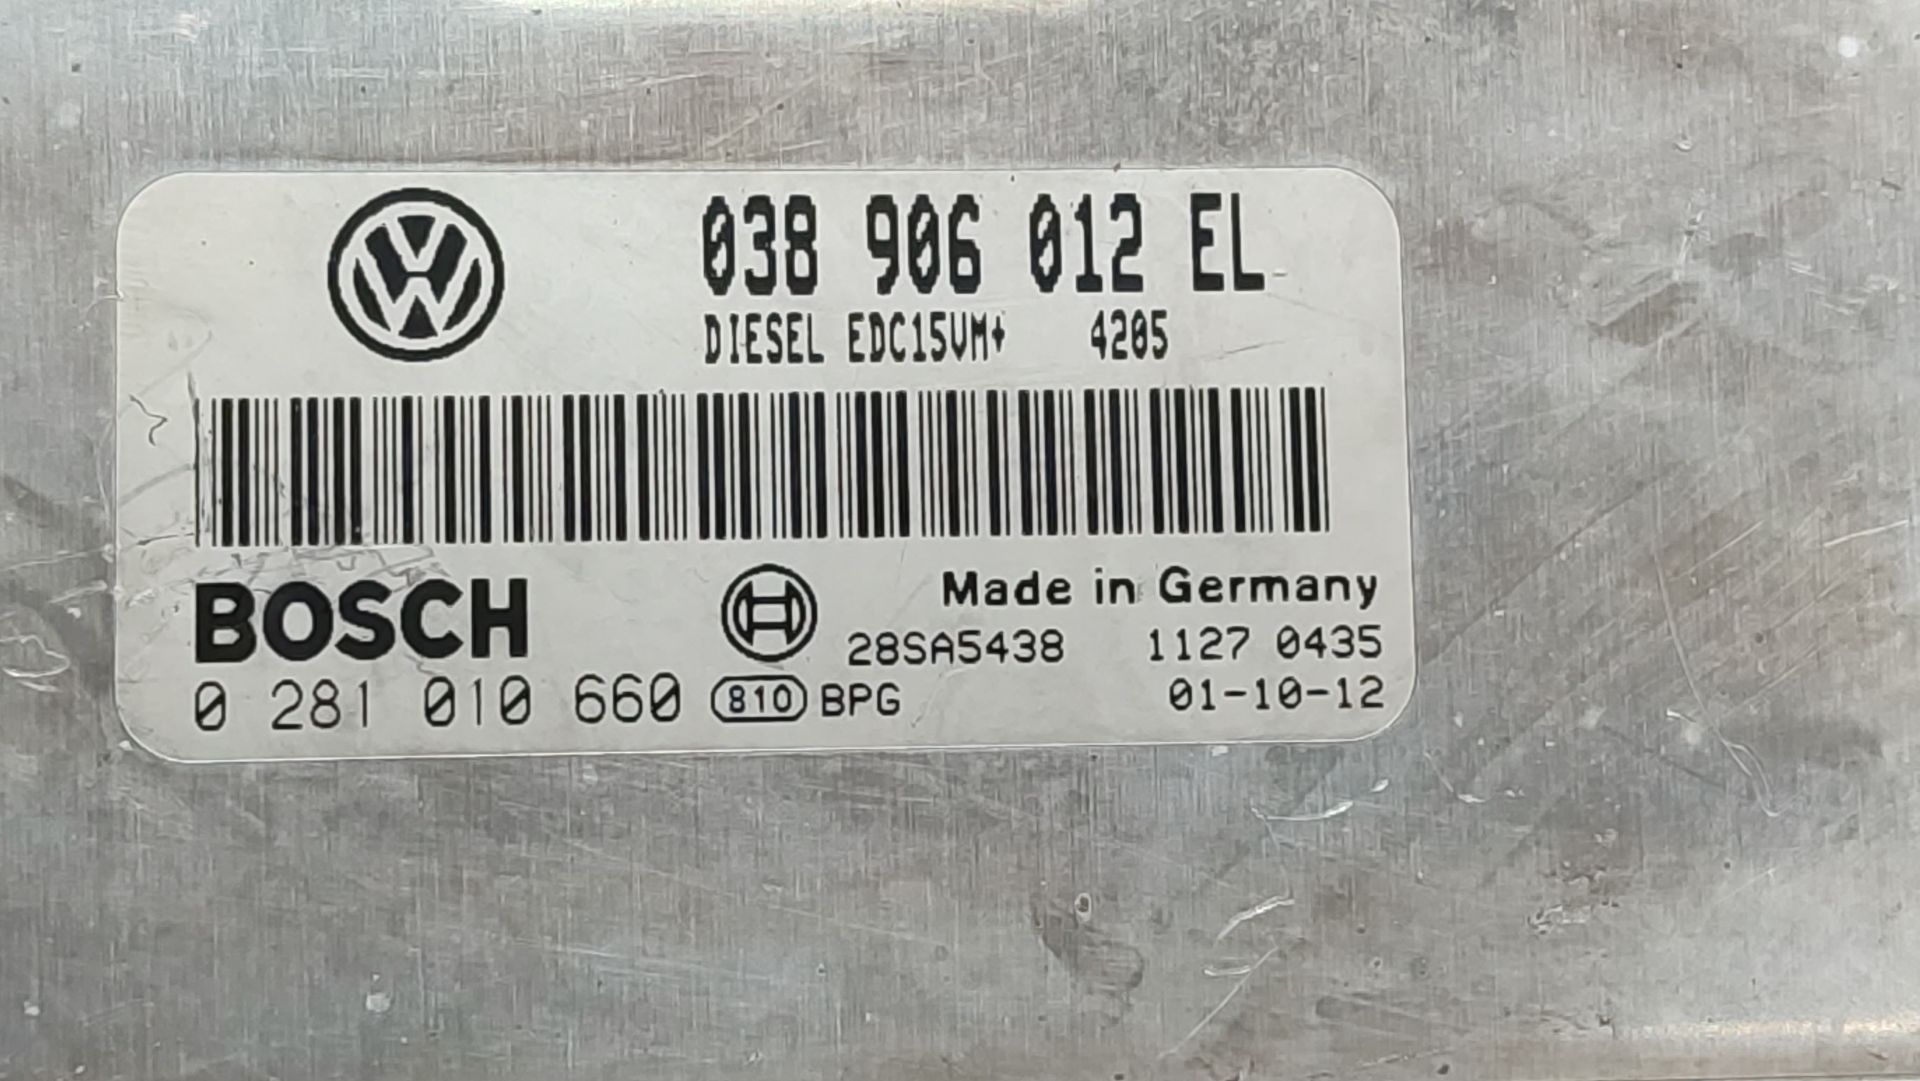 038 906 012 EL
DIESEL EDC15VM+ 4205
BOSCH
Made in Germany
28SA5438 1127 0435
0 281 010 660 810 BPG 01-10-12